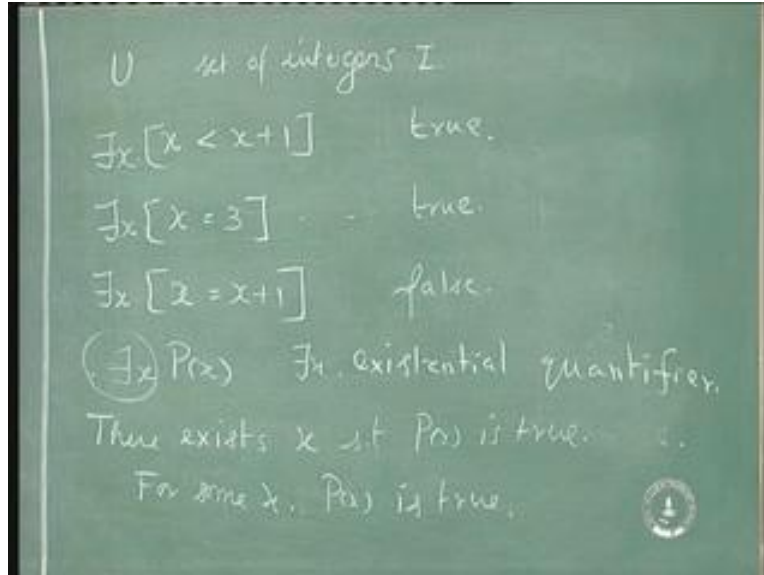 U set of integers I
∃x [x < x+1] true.
∃x [x = 3] . . true.
∃x [x = x+1] false.
∃x P(x) ∃x. existential quantifier.
There exists x s.t P(x) is true.
For some x. P(x) is true.